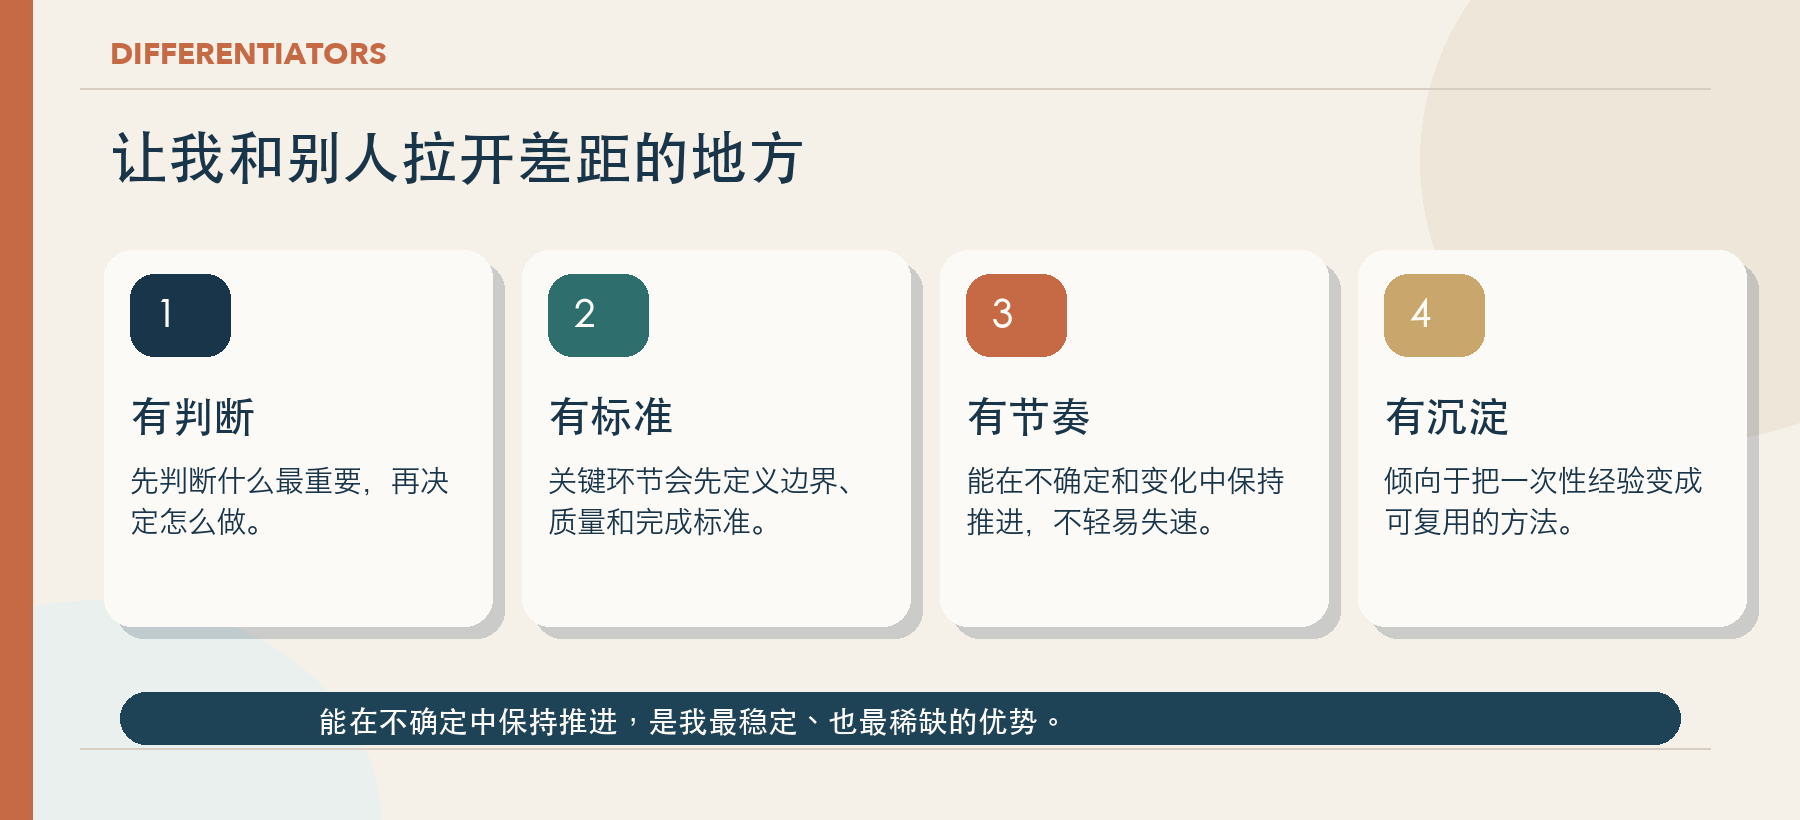 DIFFERENTIATORS
让我和别人拉开差距的地方
1
有判断
先判断什么最重要，再决
定怎么做。
2
有标准
关键环节会先定义边界、
质量和完成标准。
3
有节奏
能在不确定和变化中保持
推进，不轻易失速。
4
有沉淀
倾向于把一次性经验变成
可复用的方法。
能在不确定中保持推进，是我最稳定、也最稀缺的优势。